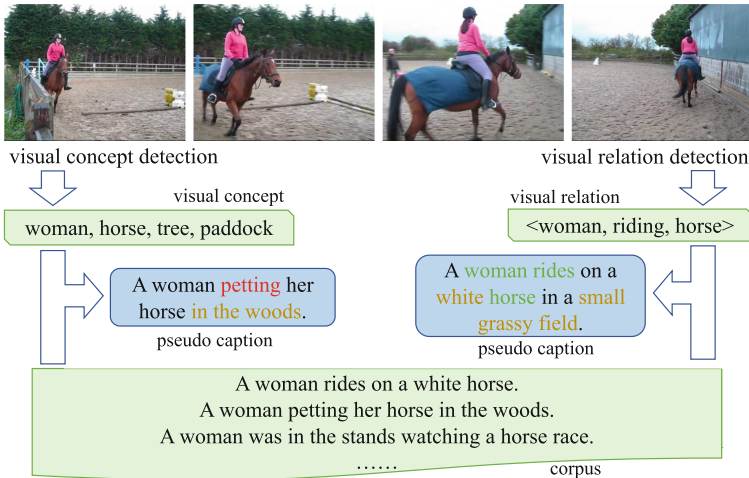 visual concept detection
visual relation detection
visual concept
visual relation
woman, horse, tree, paddock
<woman, riding, horse>
A woman petting her
horse in the woods.
pseudo caption
A woman rides on a
white horse in a small
grassy field.
pseudo caption
A woman rides on a white horse.
A woman petting her horse in the woods.
A woman was in the stands watching a horse race.
……
corpus